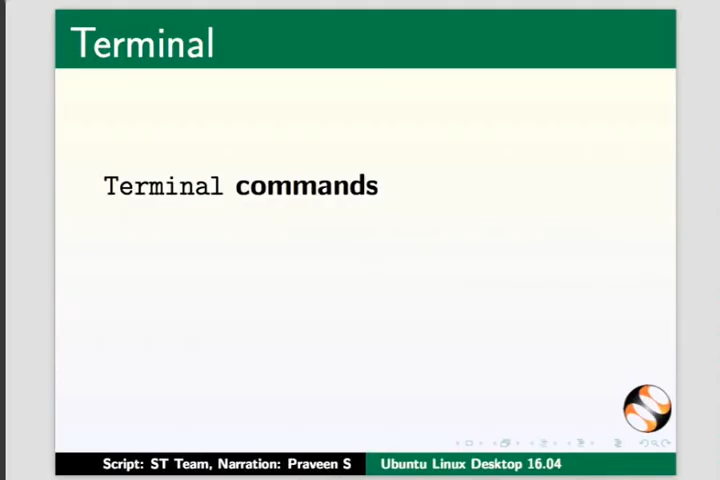 Terminal
Terminal commands
Script: ST Team, Narration: Praveen S
Ubuntu Linux Desktop 16.04